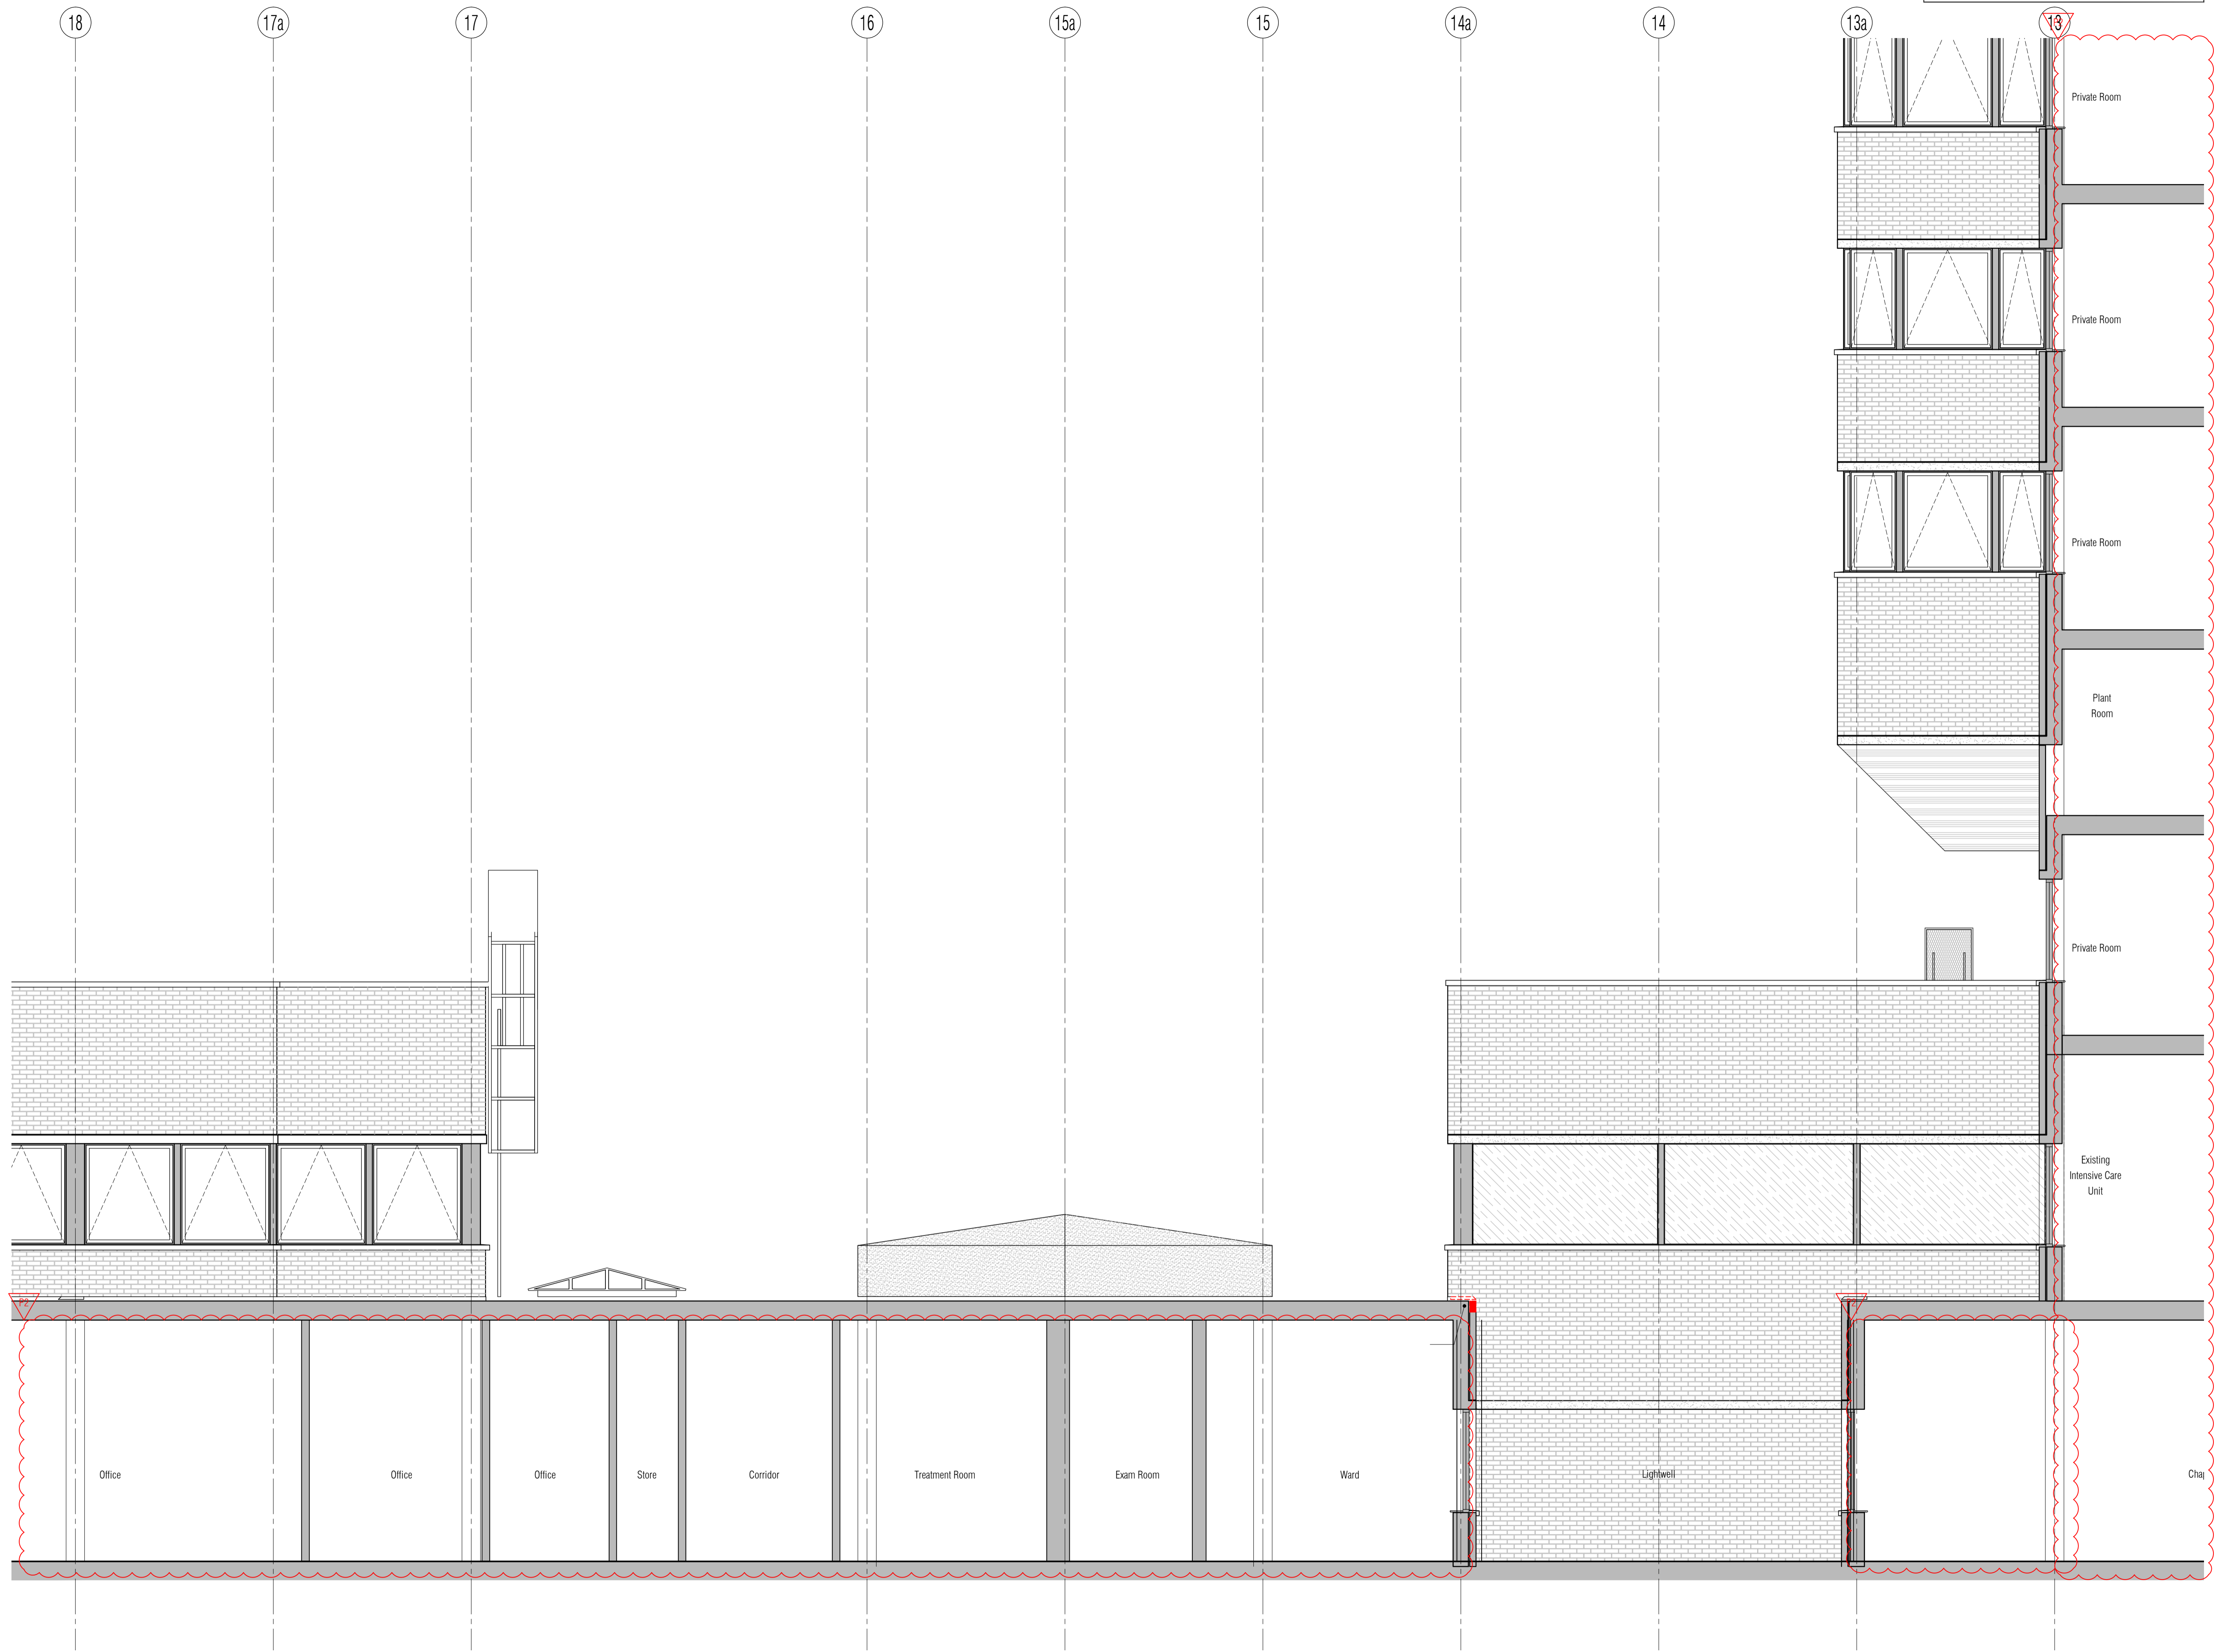 18
17a
17
16
15a
15
14a
14
13a
13
Private Room
Private Room
Private Room
Plant
Room
Private Room
Existing
Intensive Care
Unit
P2
Office
Office
Office
Store
Corridor
Treatment Room
Exam Room
Ward
Lightwell